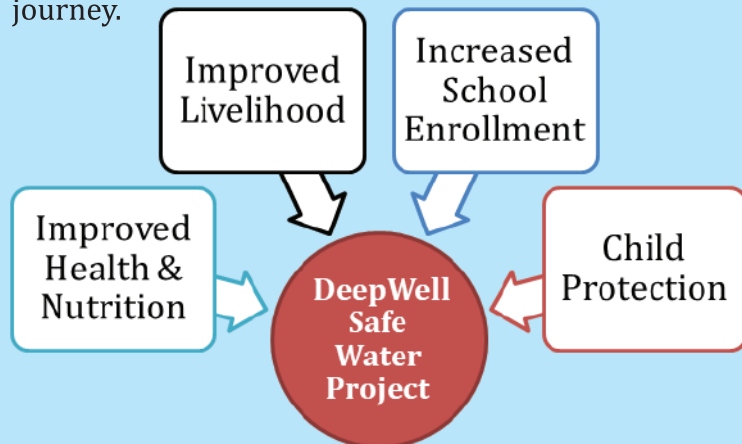 journey.
Improved
Livelihood
Increased
School
Enrollment
Improved
Health &
Nutrition
Child
Protection
DeepWell
Safe
Water
Project